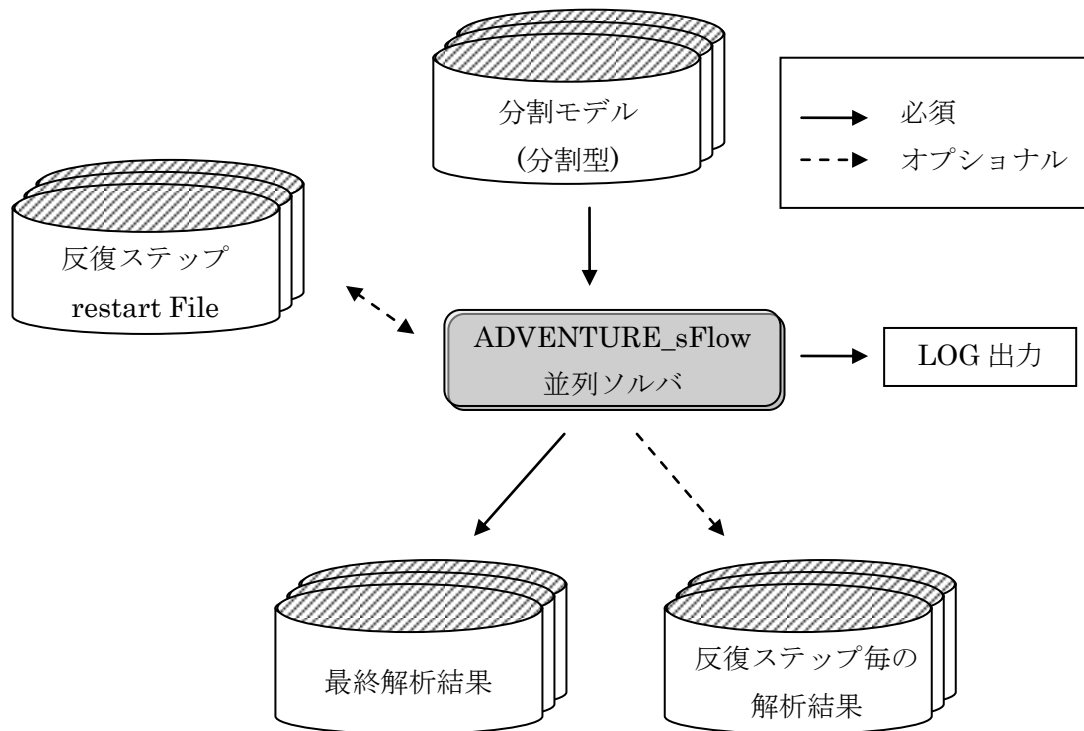 分割モデル
(分割型)
必須
オプショナル
反復ステップ
restart File
ADVENTURE_sFlow
並列ソルバ
LOG 出力
最終解析結果
反復ステップ毎の
解析結果